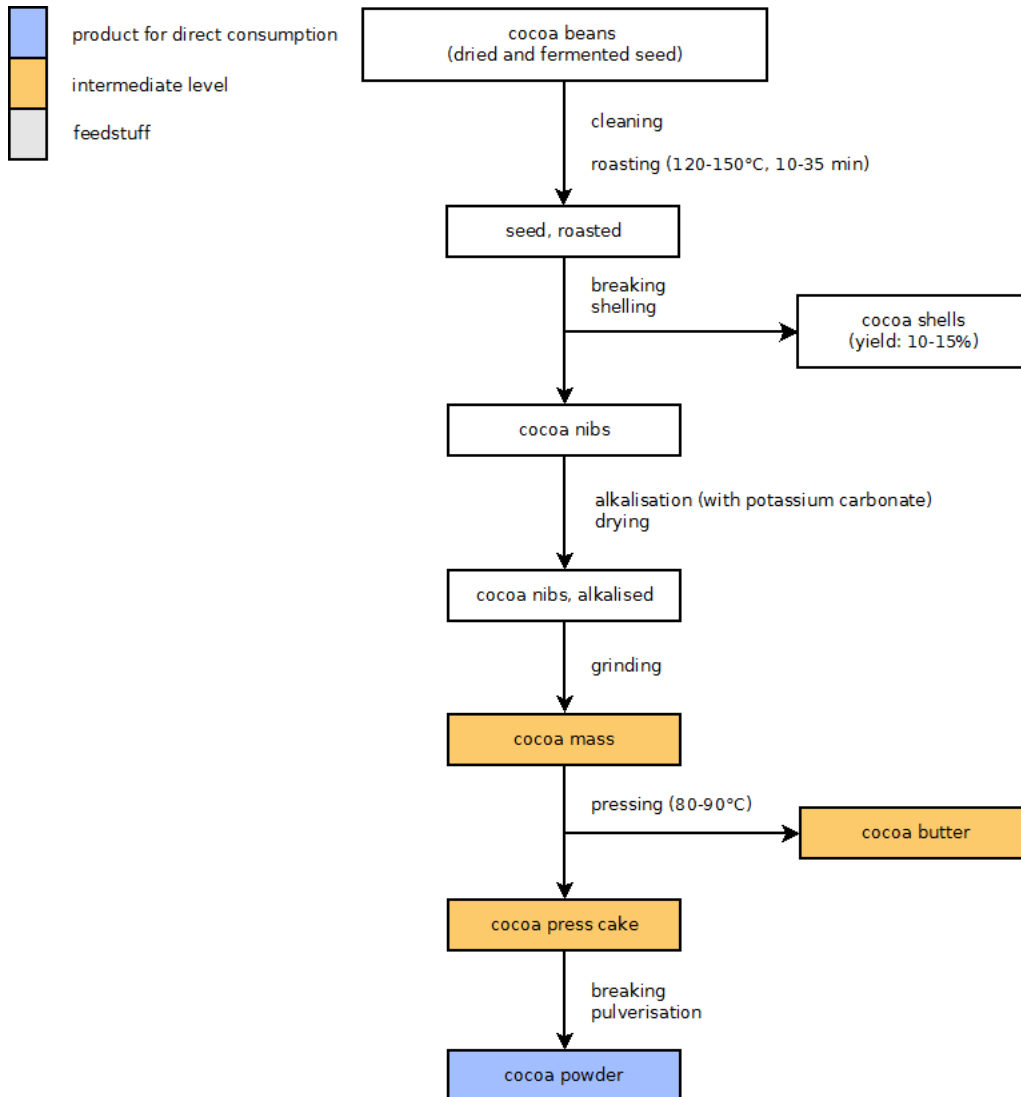 product for direct consumption
intermediate level
feedstuff
cocoa beans
(dried and fermented seed)
cleaning
roasting (120-150°C, 10-35 min)
seed, roasted
breaking
shelling
cocoa shells
(yield: 10-15%)
cocoa nibs
alkalisation (with potassium carbonate)
drying
cocoa nibs, alkalised
grinding
cocoa mass
pressing (80-90°C)
cocoa butter
cocoa press cake
breaking
pulverisation
cocoa powder